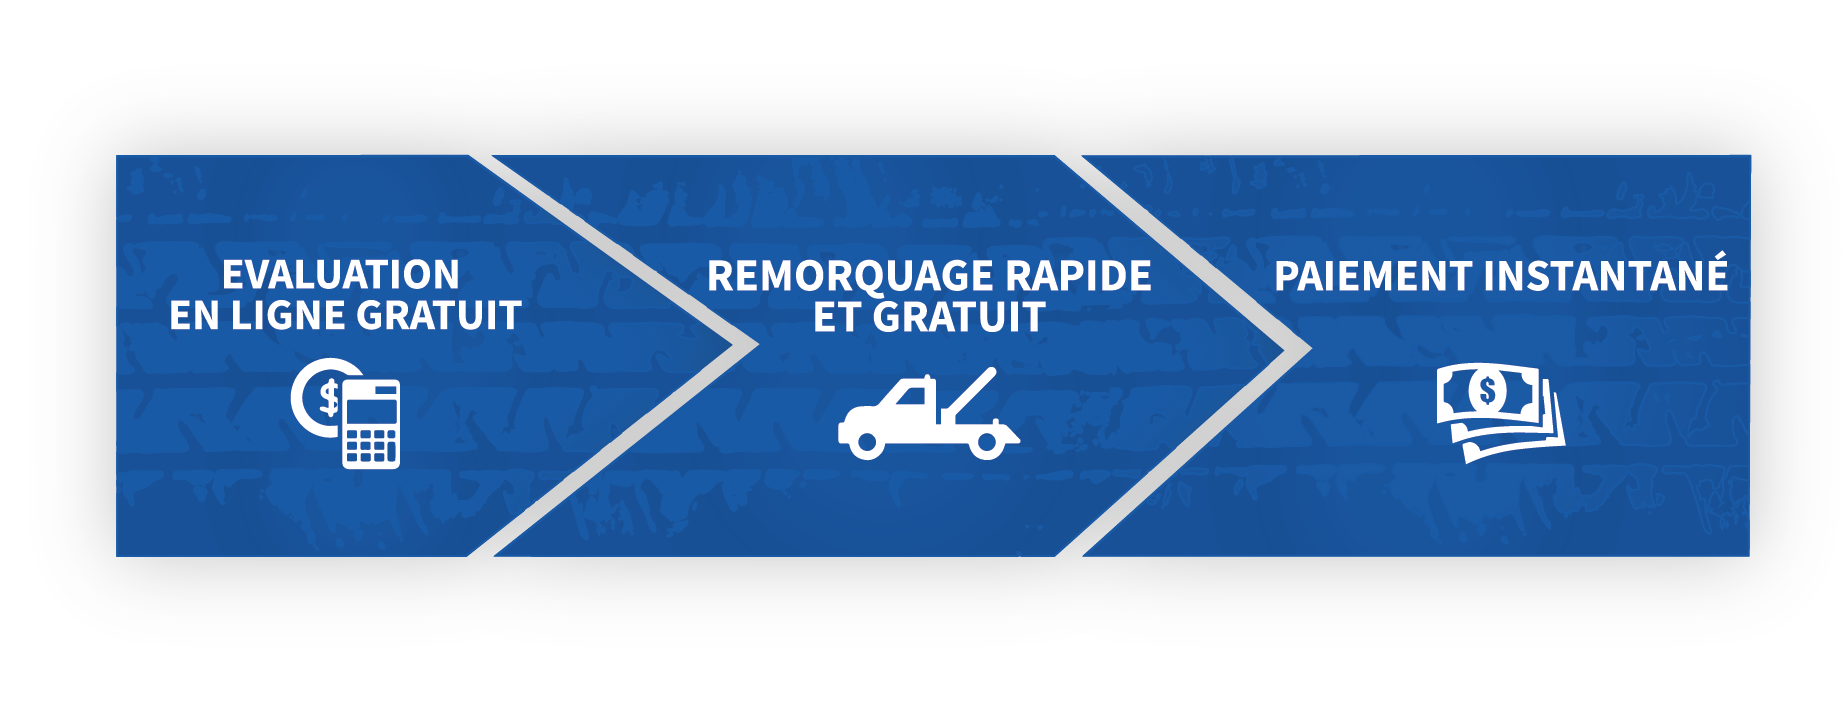 EVALUATION
EN LIGNE GRATUIT
REMORQUAGE RAPIDE
ET GRATUIT
PAIEMENT INSTANTANÉ
$
$